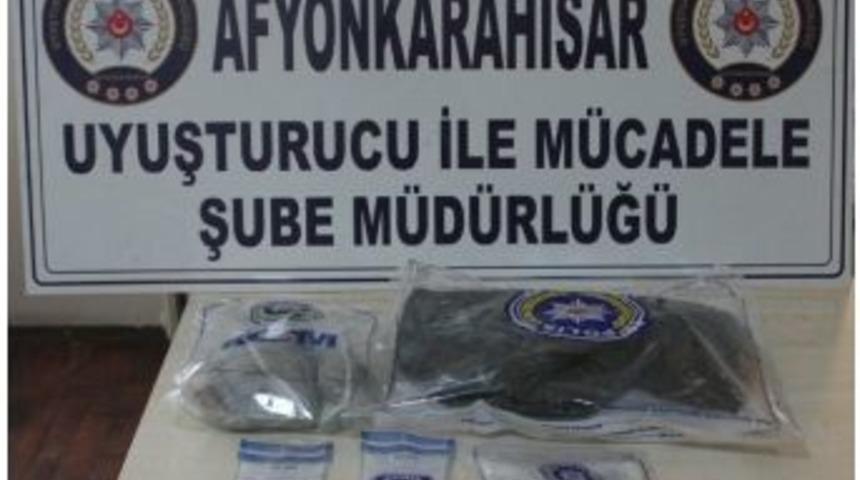 AFYONKARAHİSAR
UYUŞTURUCU İLE MÜCADELE
ŞUBE MÜDÜRLÜĞÜ